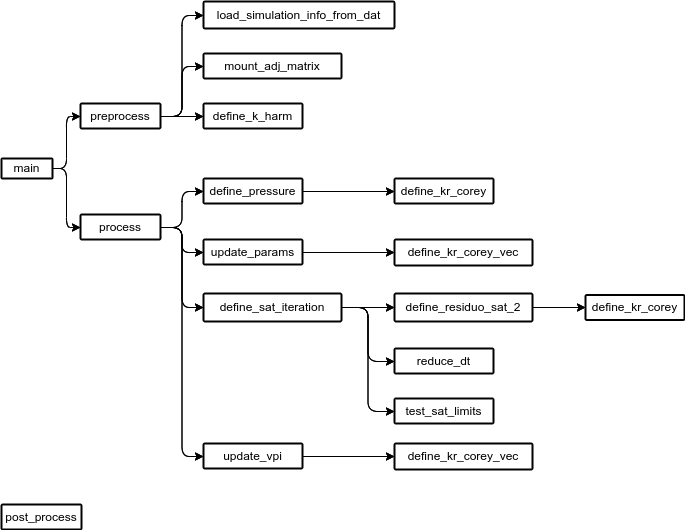 load_simulation_info_from_dat
mount_adj_matrix
preprocess
define_k_harm
main
define_pressure
define_kr_corey
process
update_params
define_kr_corey_vec
define_sat_iteration
define_residuo_sat_2
define_kr_corey
reduce_dt
test_sat_limits
update_vpi
define_kr_corey_vec
post_process